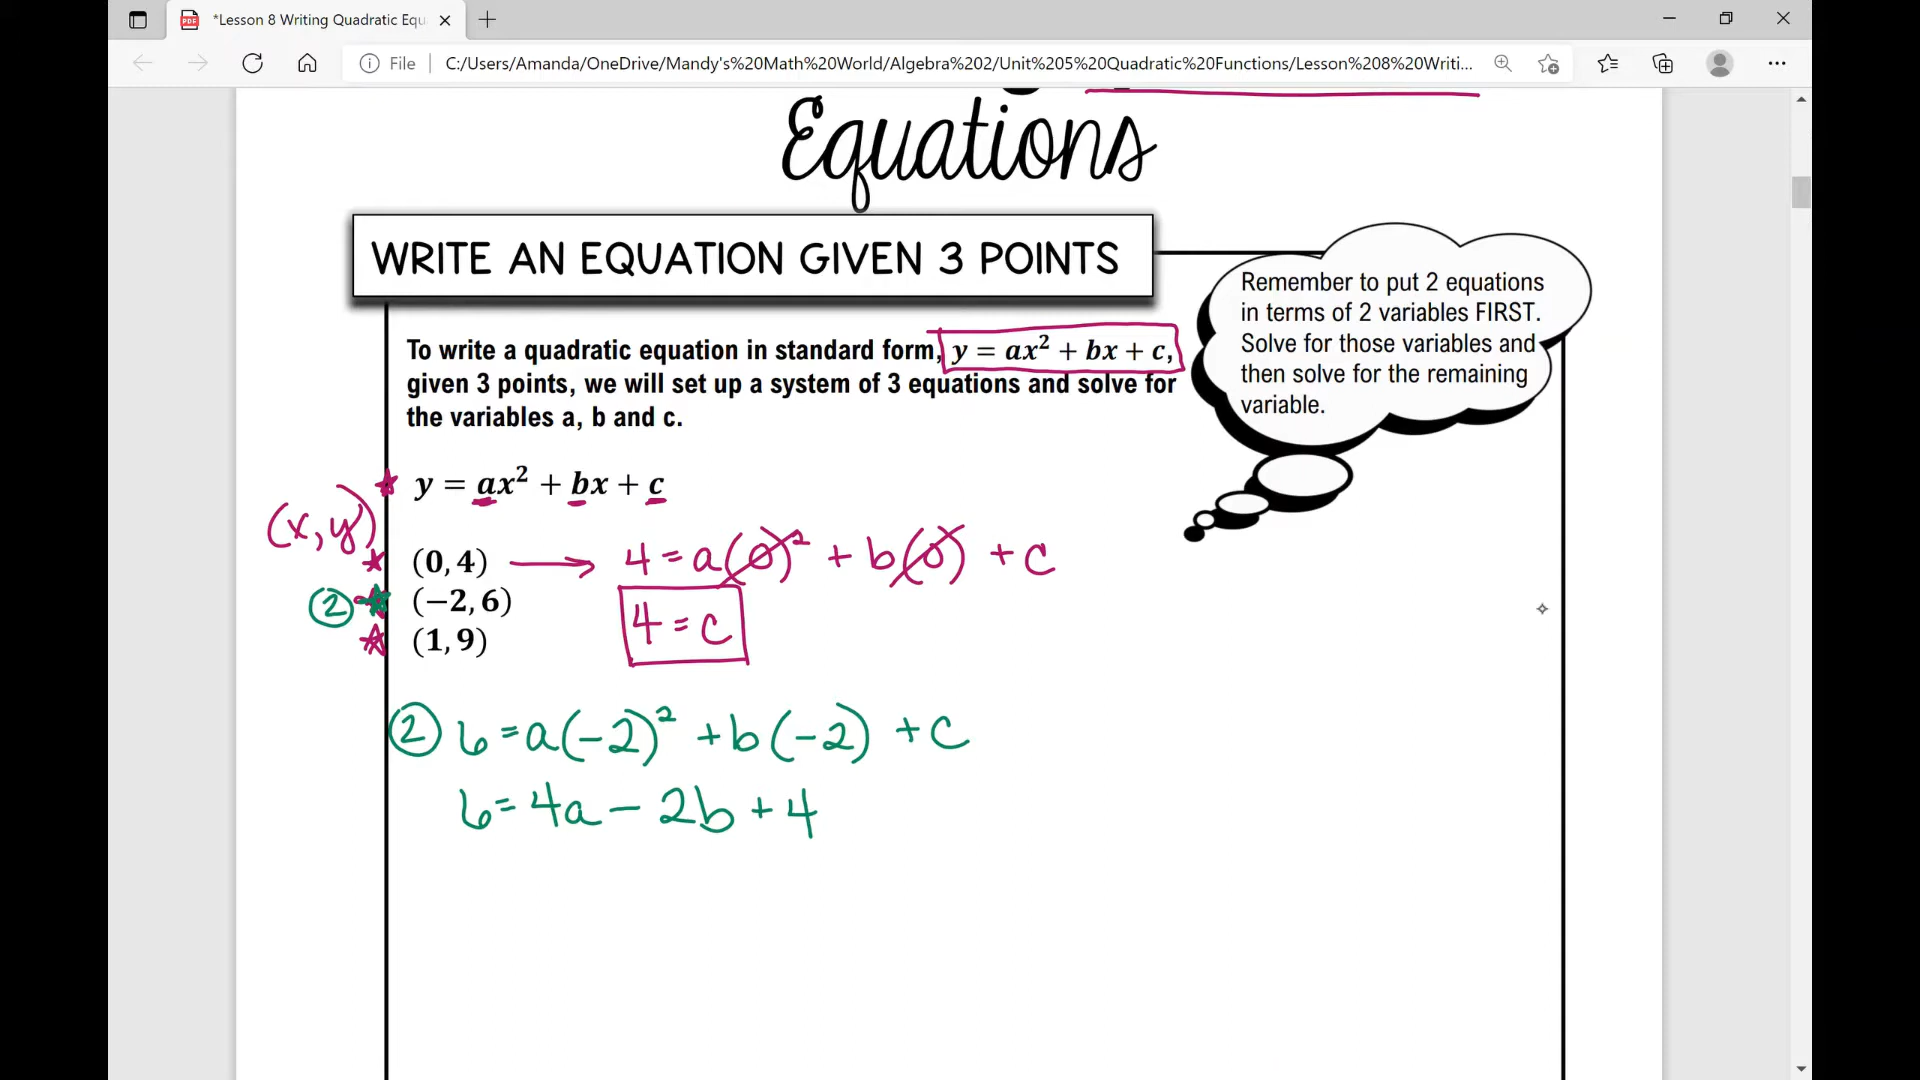 *Lesson 8 Writing Quadratic Equ
File C:/Users/Amanda/OneDrive/Mandy's%20Math%20World/Algebra%202/Unit%205%20Quadratic%20Functions/Lesson%208%20Writi...
Equations
WRITE AN EQUATION GIVEN 3 POINTS
Remember to put 2 equations
in terms of 2 variables FIRST.
Solve for those variables and
then solve for the remaining
variable.
To write a quadratic equation in standard form, y = ax² + bx + c,
given 3 points, we will set up a system of 3 equations and solve for
the variables a, b and c.
y = ax² + bx + c
(x, y)
(0, 4) → 4 = a(0)² + b(0) + c
② (−2, 6)
4 = c
(1, 9)
② 6 = a(−2)² + b(−2) + c
6 = 4a − 2b + 4